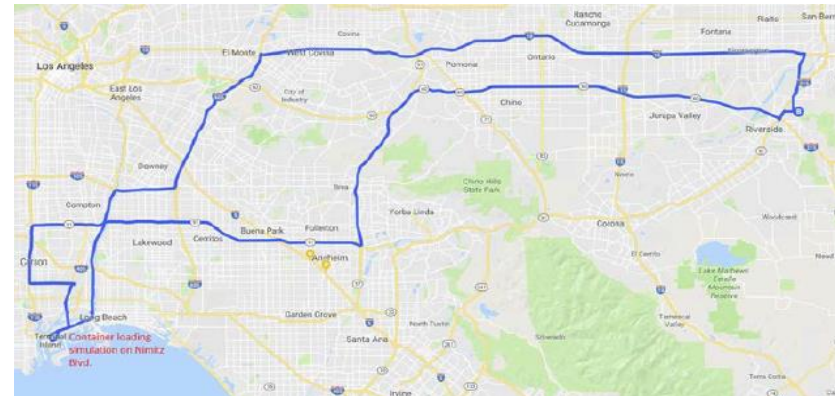 Rancho
Cucamonga
Rialto
San Bern
Fontana
El Monte
West Covina
Covina
Ontario
Los Angeles
Pomona
East Los
Angeles
City of
Industry
Chino
Jurupa Valley
Riverside
Downey
Chino Hills
State Park
Brea
Norco
Compton
Yorba Linda
Woodcrest
Buena Park
Fullerton
Corona
Lakewood
Cerritos
Carson
Anaheim
El Cerrito
Lake Mathews
Estelle
Mountain
Reserve
Long Beach
Garden Grove
Temescal
Valley
Terminal
Island
Container loading
simulation on Nimitz
Blvd.
Santa Ana
North Tustin
Silverado
Irvine